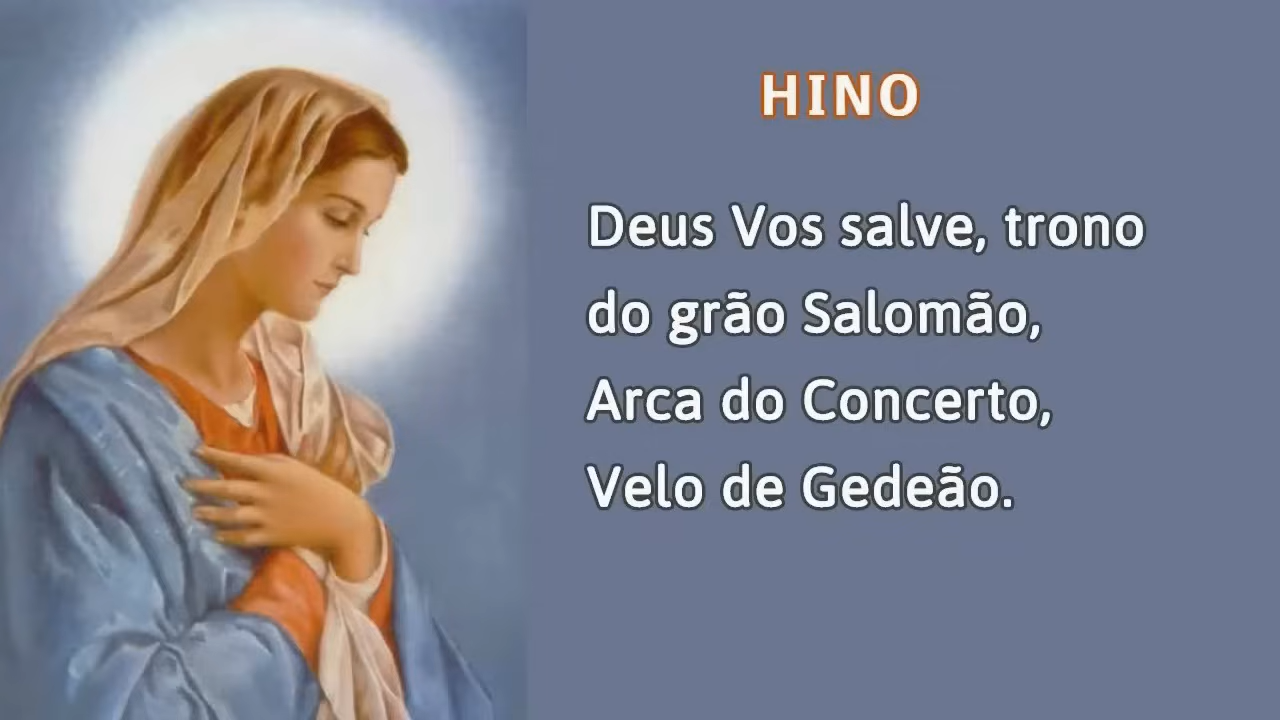 HINO
Deus Vos salve, trono
do grão Salomão,
Arca do Concerto,
Velo de Gedeão.